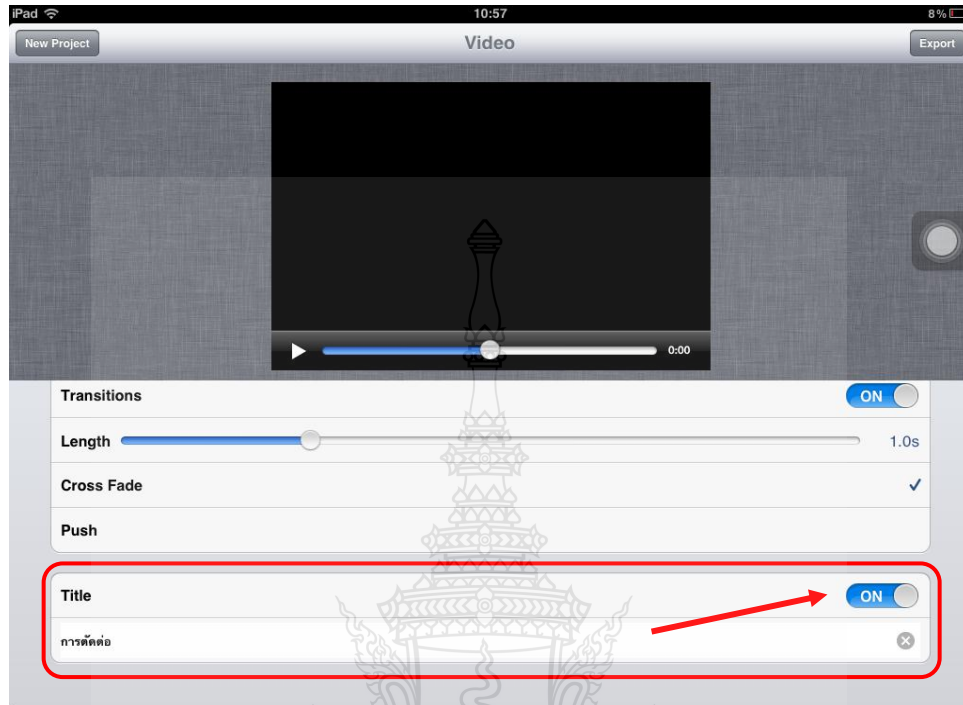 iPad 10:57 8%
New Project Video Export
0:00
Transitions ON
Length 1.0s
Cross Fade
Push
Title ON
การตัดต่อ